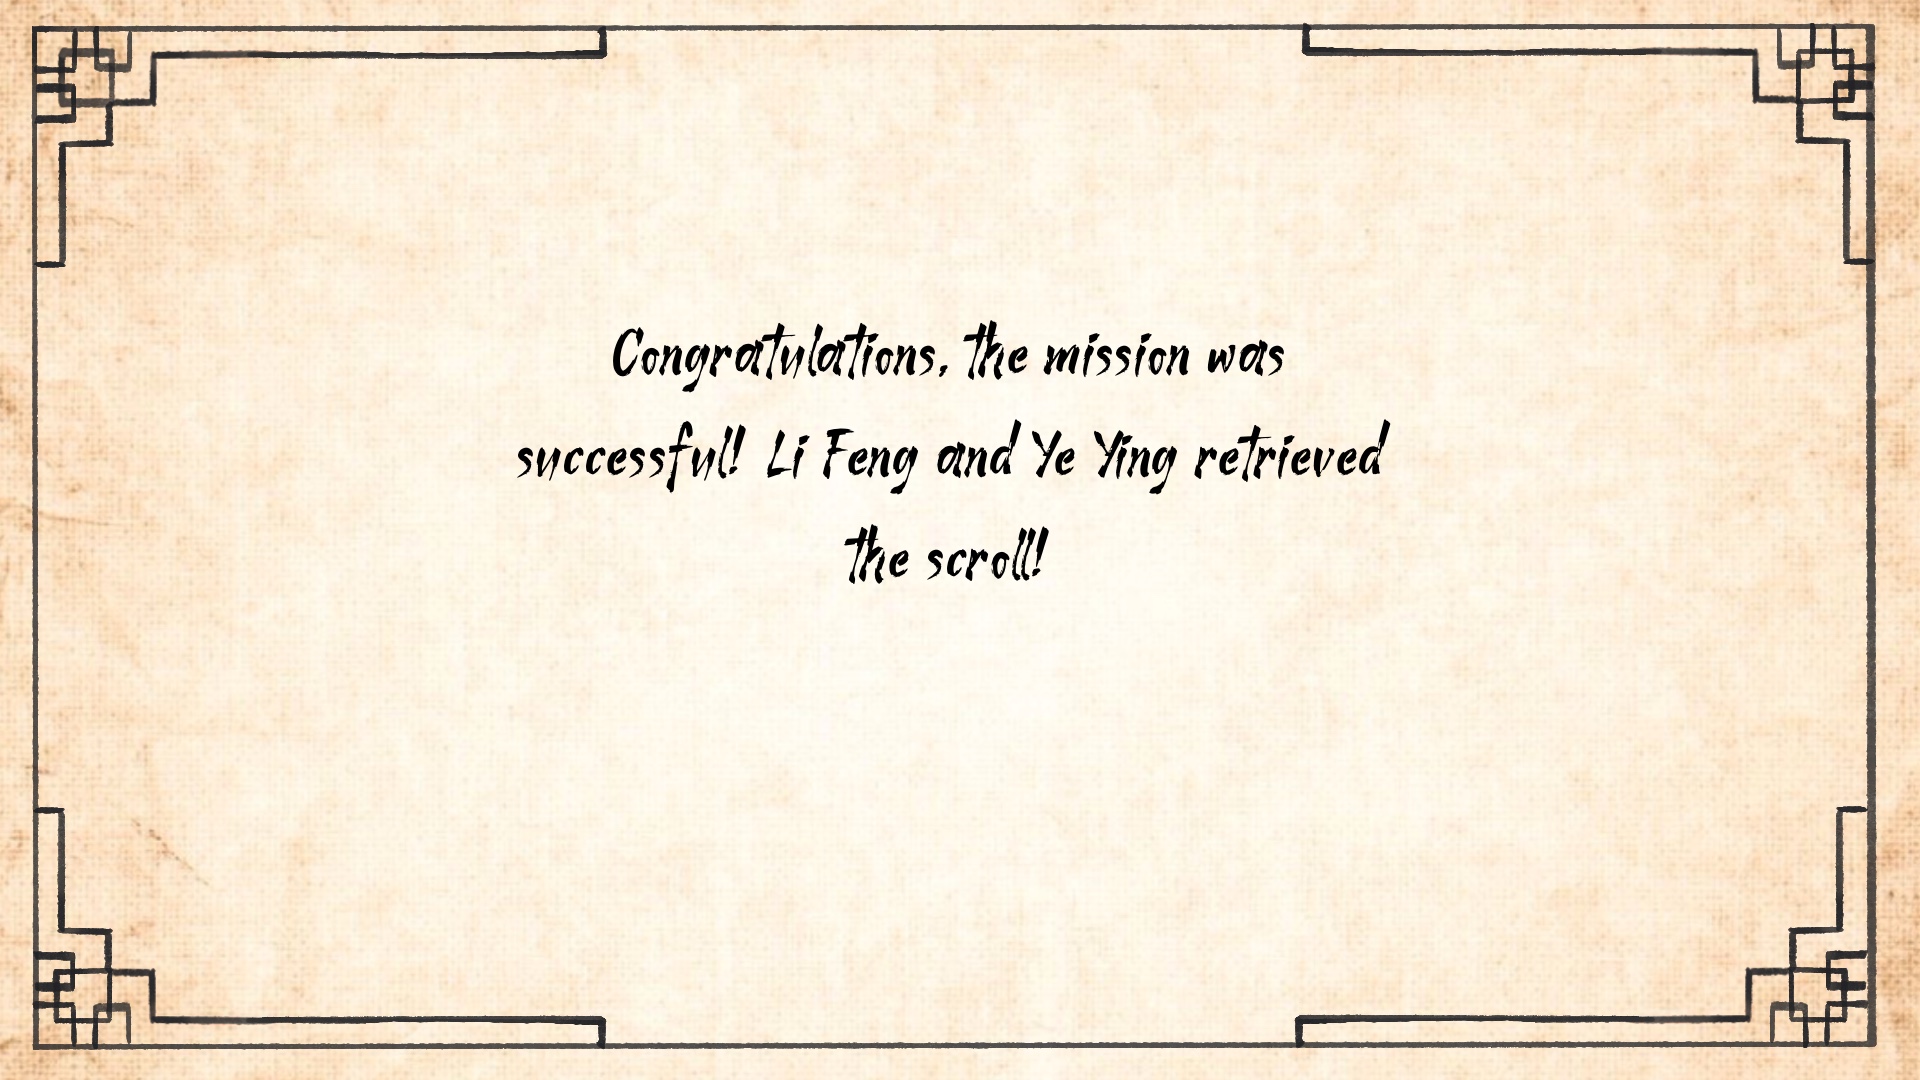 Congratulations, the mission was
successful! Li Feng and Ye Ying retrieved
the scroll!